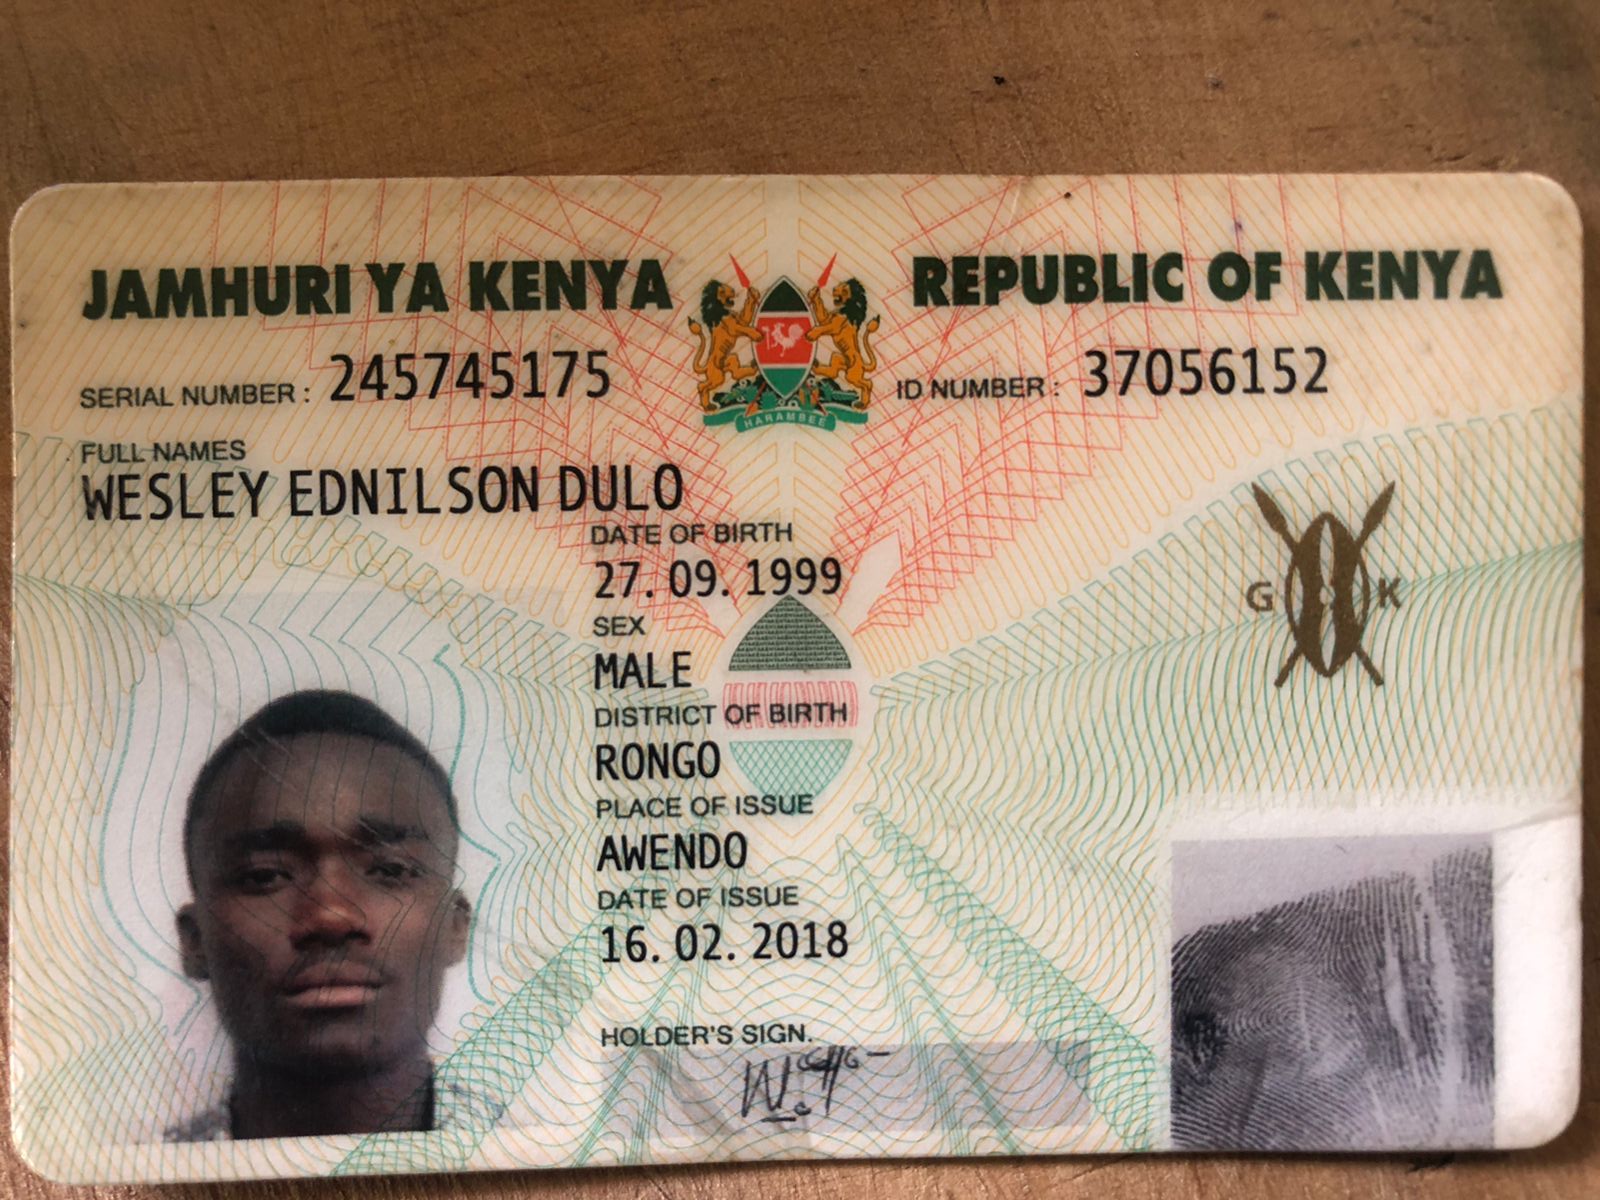 JAMHURI YA KENYA REPUBLIC OF KENYA
SERIAL NUMBER: 245745175 ID NUMBER: 37056152
HARAMBEE
FULL NAMES
WESLEY EDNILSON DULO
DATE OF BIRTH
27. 09. 1999
G K
SEX
MALE
DISTRICT OF BIRTH
RONGO
PLACE OF ISSUE
AWENDO
DATE OF ISSUE
16. 02. 2018
HOLDER'S SIGN.